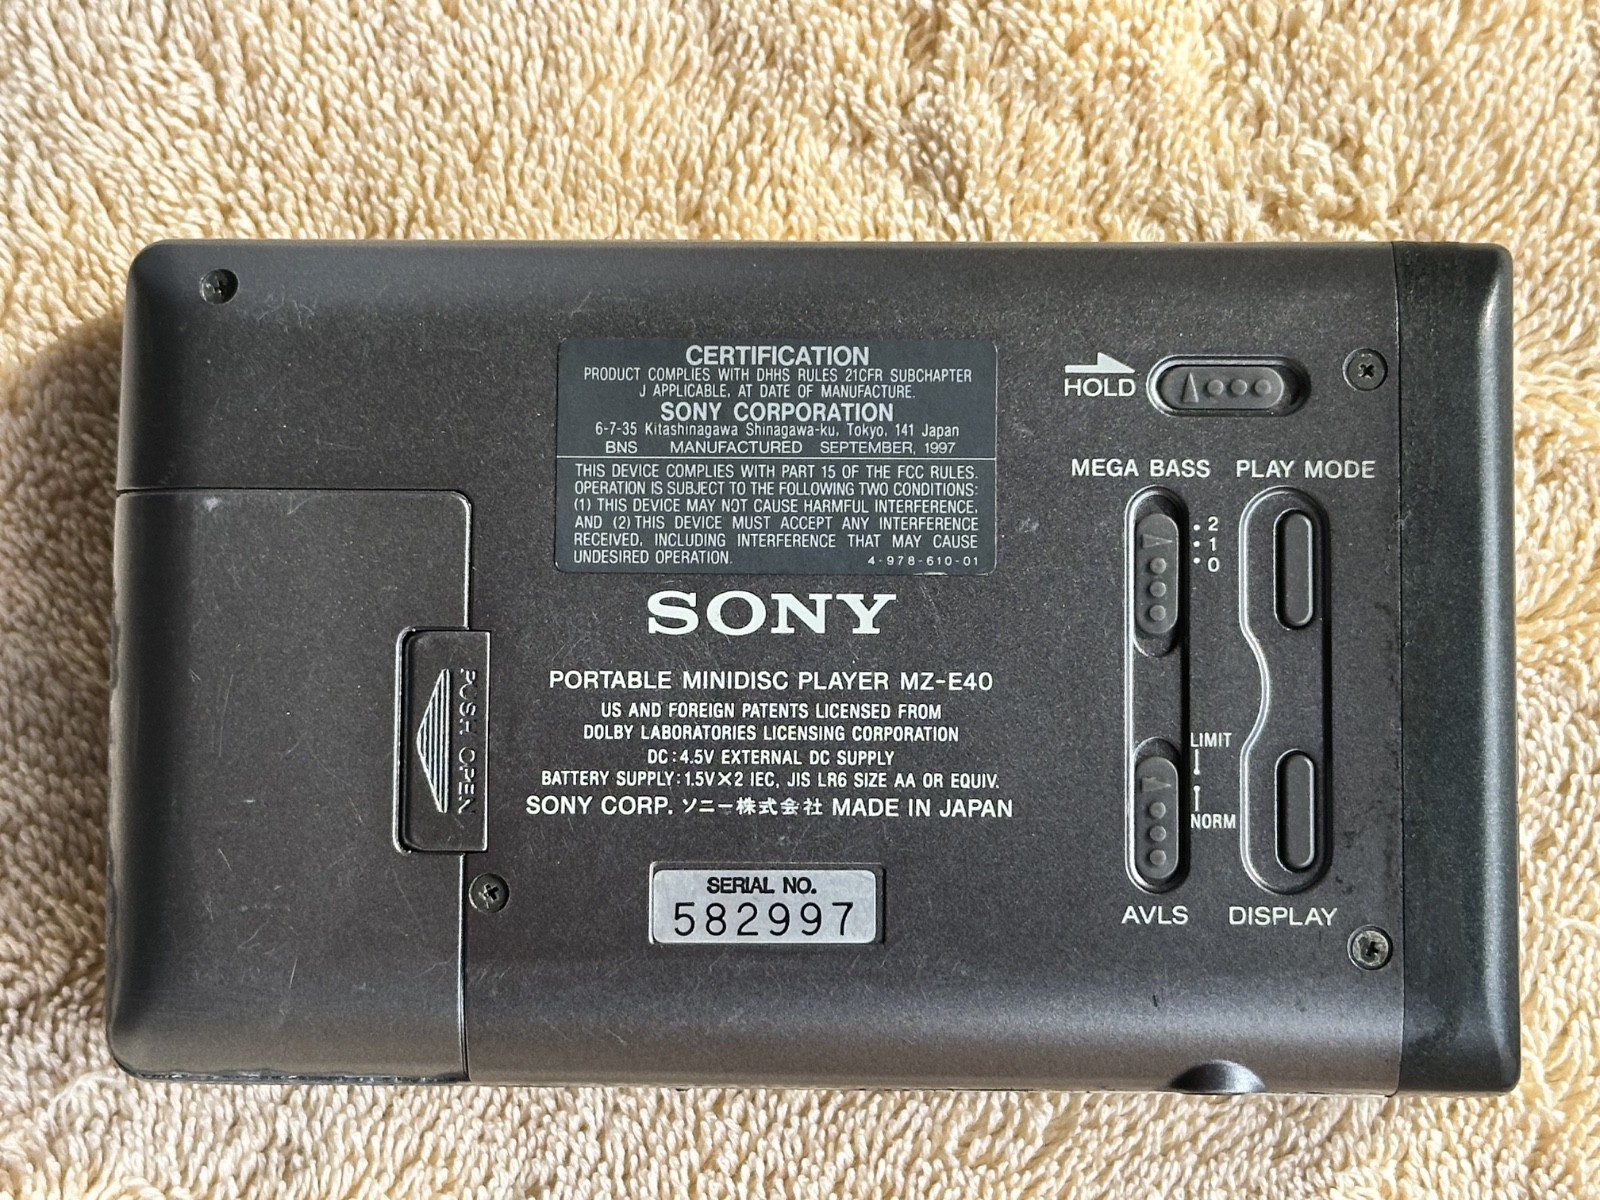 CERTIFICATION
PRODUCT COMPLIES WITH DHHS RULES 21CFR SUBCHAPTER
J APPLICABLE, AT DATE OF MANUFACTURE.
SONY CORPORATION
6-7-35 Kitashinagawa Shinagawa-ku, Tokyo, 141 Japan
BNS MANUFACTURED SEPTEMBER, 1997
THIS DEVICE COMPLIES WITH PART 15 OF THE FCC RULES.
OPERATION IS SUBJECT TO THE FOLLOWING TWO CONDITIONS:
(1) THIS DEVICE MAY NOT CAUSE HARMFUL INTERFERENCE,
AND (2) THIS DEVICE MUST ACCEPT ANY INTERFERENCE
RECEIVED, INCLUDING INTERFERENCE THAT MAY CAUSE
UNDESIRED OPERATION. 4-978-610-01
SONY
PORTABLE MINIDISC PLAYER MZ-E40
US AND FOREIGN PATENTS LICENSED FROM
DOLBY LABORATORIES LICENSING CORPORATION
DC:4.5V EXTERNAL DC SUPPLY
BATTERY SUPPLY:1.5V×2 IEC, JIS LR6 SIZE AA OR EQUIV.
SONY CORP. ソニー株式会社 MADE IN JAPAN
SERIAL NO.
582997
PUSH OPEN
HOLD
MEGA BASS PLAY MODE
• 2
• 1
• 0
LIMIT
NORM
AVLS DISPLAY